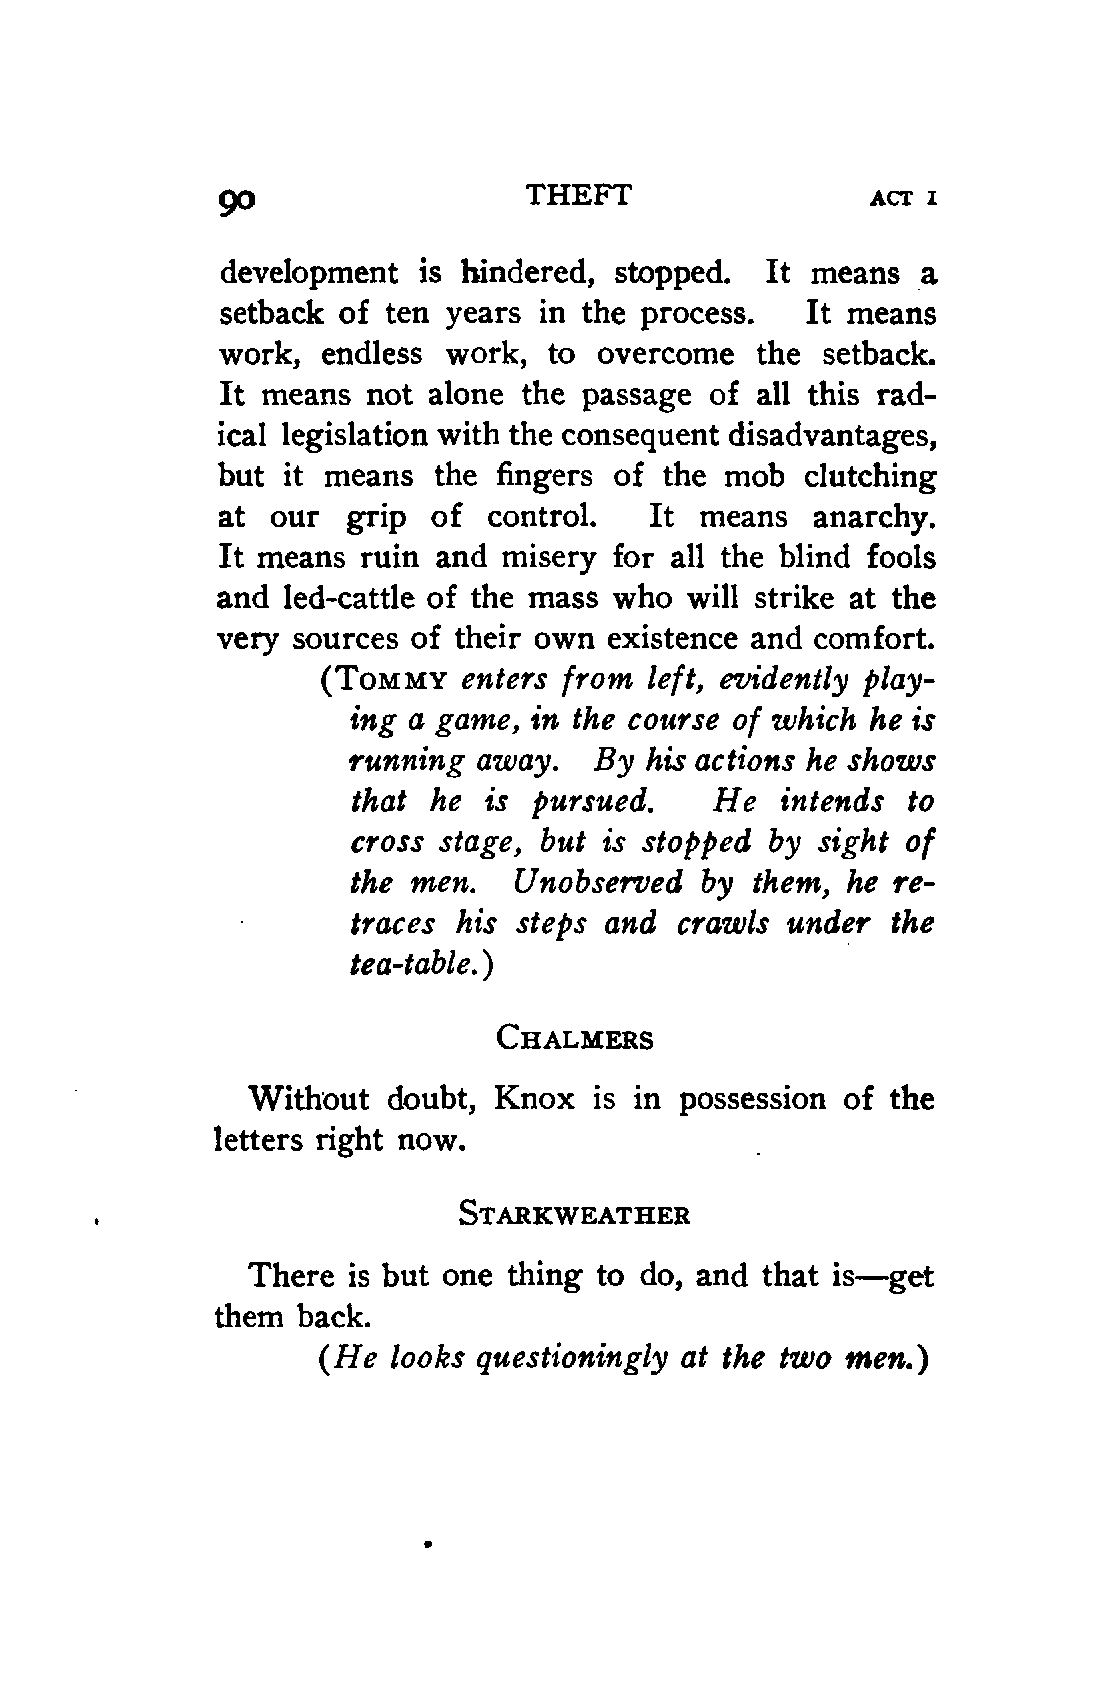 90 THEFT ACT I
development is hindered, stopped. It means a
setback of ten years in the process. It means
work, endless work, to overcome the setback.
It means not alone the passage of all this rad-
ical legislation with the consequent disadvantages,
but it means the fingers of the mob clutching
at our grip of control. It means anarchy.
It means ruin and misery for all the blind fools
and led-cattle of the mass who will strike at the
very sources of their own existence and comfort.
(TOMMY enters from left, evidently play-
ing a game, in the course of which he is
running away. By his actions he shows
that he is pursued. He intends to
cross stage, but is stopped by sight of
the men. Unobserved by them, he re-
traces his steps and crawls under the
tea-table.)
CHALMERS
Without doubt, Knox is in possession of the
letters right now.
STARKWEATHER
There is but one thing to do, and that is—get
them back.
(He looks questioningly at the two men.)